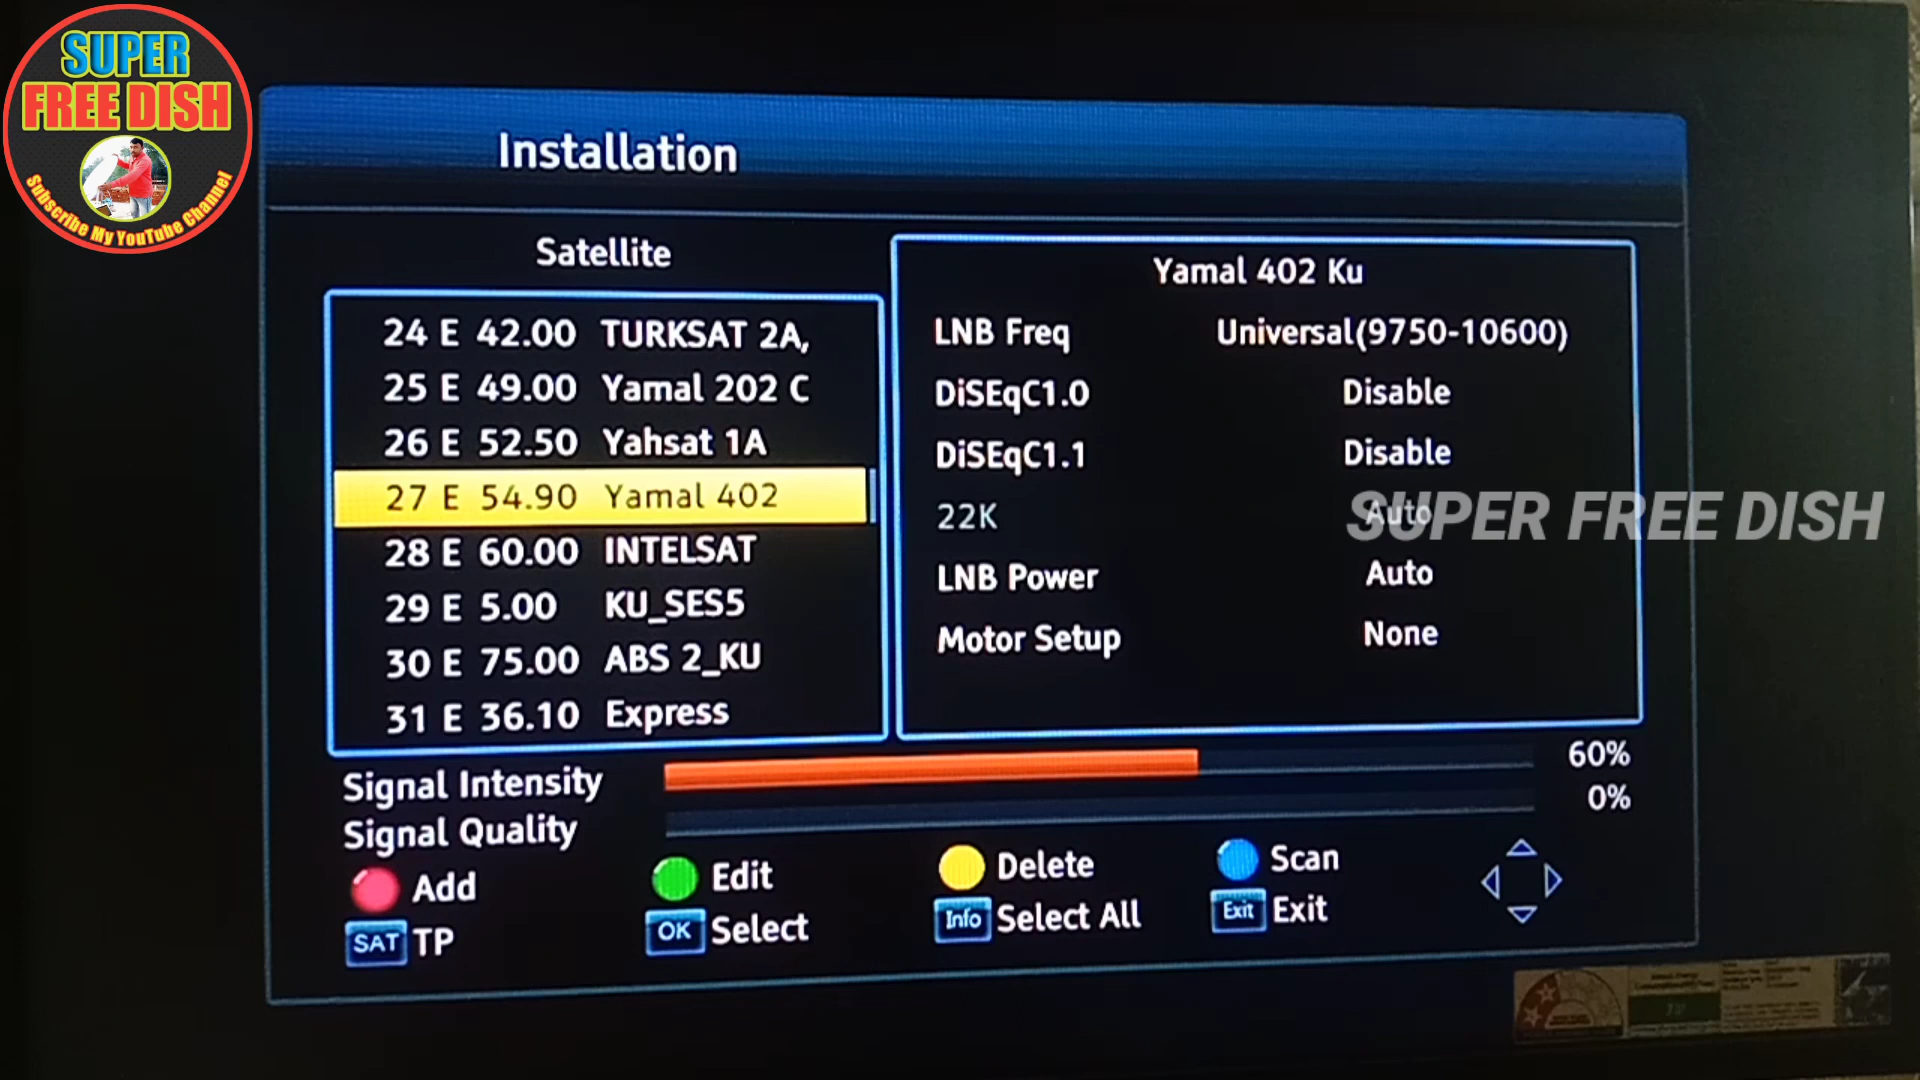 SUPER
FREE DISH
Subscribe My YouTube Channel
Installation
Satellite
24 E 42.00 TURKSAT 2A,
25 E 49.00 Yamal 202 C
26 E 52.50 Yahsat 1A
27 E 54.90 Yamal 402
28 E 60.00 INTELSAT
29 E 5.00 KU_SES5
30 E 75.00 ABS 2_KU
31 E 36.10 Express
Yamal 402 Ku
LNB Freq Universal(9750-10600)
DiSEqC1.0 Disable
DiSEqC1.1 Disable
22K Auto
SUPER FREE DISH
LNB Power Auto
Motor Setup None
Signal Intensity 60%
Signal Quality 0%
Add Edit Delete Scan
SAT TP OK Select Info Select All Exit Exit